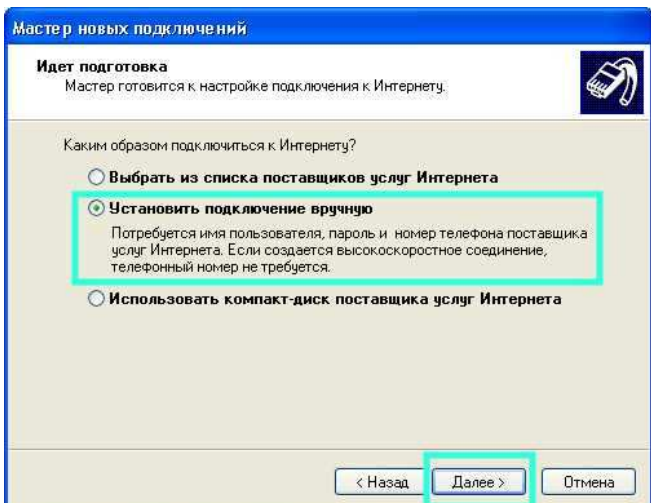 Мастер новых подключений
Идет подготовка
Мастер готовится к настройке подключения к Интернету.
Каким образом подключиться к Интернету?
Выбрать из списка поставщиков услуг Интернета
Установить подключение вручную
Потребуется имя пользователя, пароль и номер телефона поставщика
услуг Интернета. Если создается высокоскоростное соединение,
телефонный номер не требуется.
Использовать компакт-диск поставщика услуг Интернета
< Назад Далее > Отмена